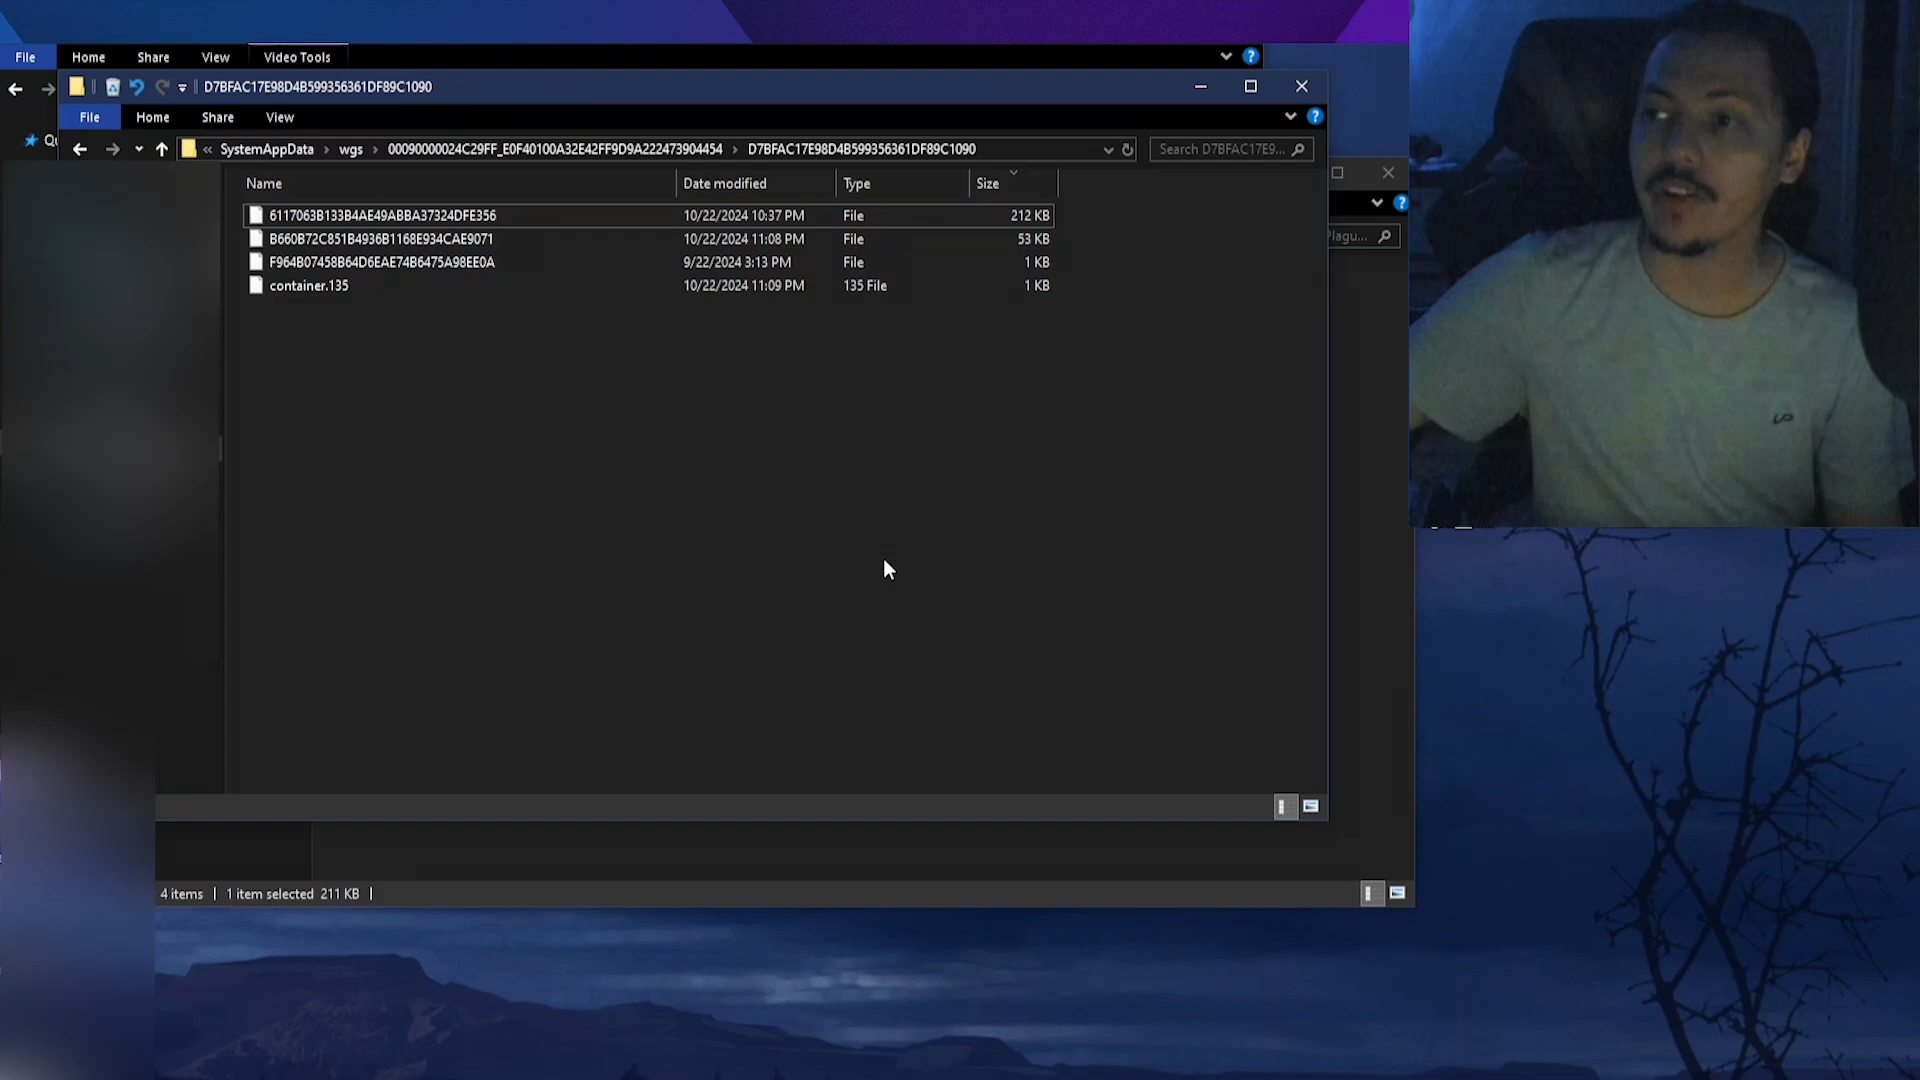 File Home Share View Video Tools
D7BFAC17E98D4B599356361DF89C1090
File Home Share View
Qu
« SystemAppData › wgs › 00090000024C29FF_E0F40100A32E42FF9D9A222473904454 › D7BFAC17E98D4B599356361DF89C1090
Search D7BFAC17E9...
Name Date modified Type Size
6117063B133B4AE49ABBA37324DFE356 10/22/2024 10:37 PM File 212 KB
Plagu...
B660B72C851B4936B1168E934CAE9071 10/22/2024 11:08 PM File 53 KB
F964B07458B64D6EAE74B6475A98EE0A 9/22/2024 3:13 PM File 1 KB
container.135 10/22/2024 11:09 PM 135 File 1 KB
4 items | 1 item selected 211 KB |